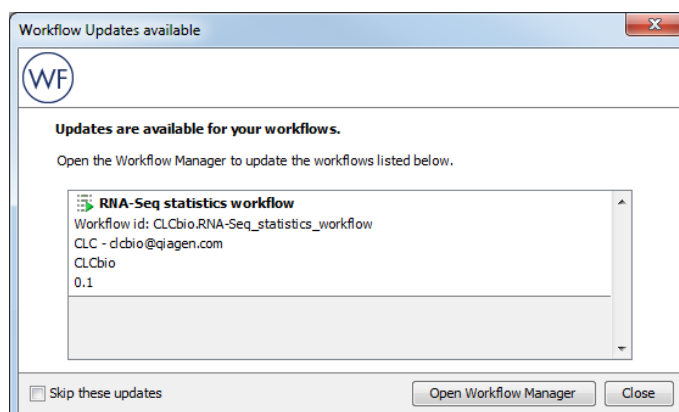 Workflow Updates available
WF
Updates are available for your workflows.
Open the Workflow Manager to update the workflows listed below.
RNA-Seq statistics workflow
Workflow id: CLCbio.RNA-Seq_statistics_workflow
CLC - clcbio@qiagen.com
CLCbio
0.1
Skip these updates
Open Workflow Manager
Close